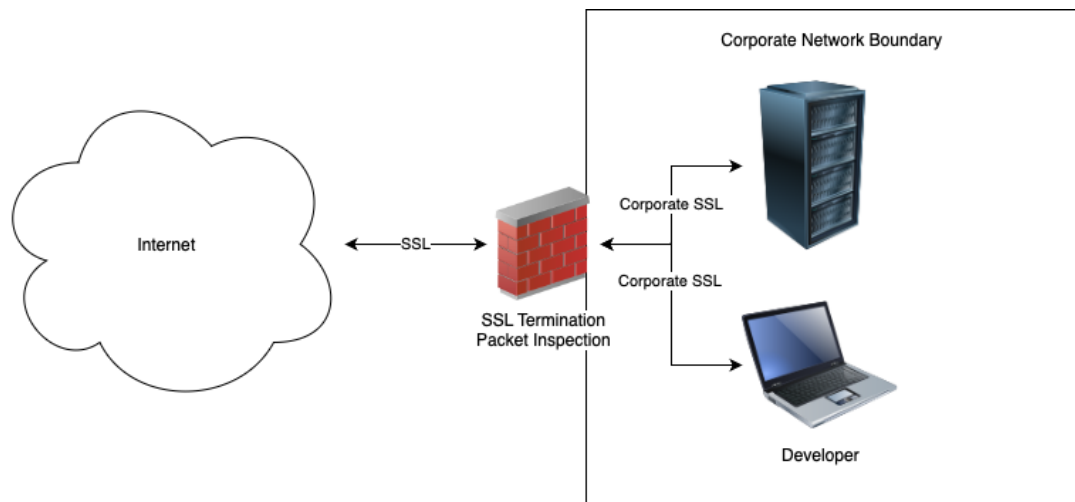 Corporate Network Boundary
Internet
SSL
Corporate SSL
Corporate SSL
SSL Termination
Packet Inspection
Developer